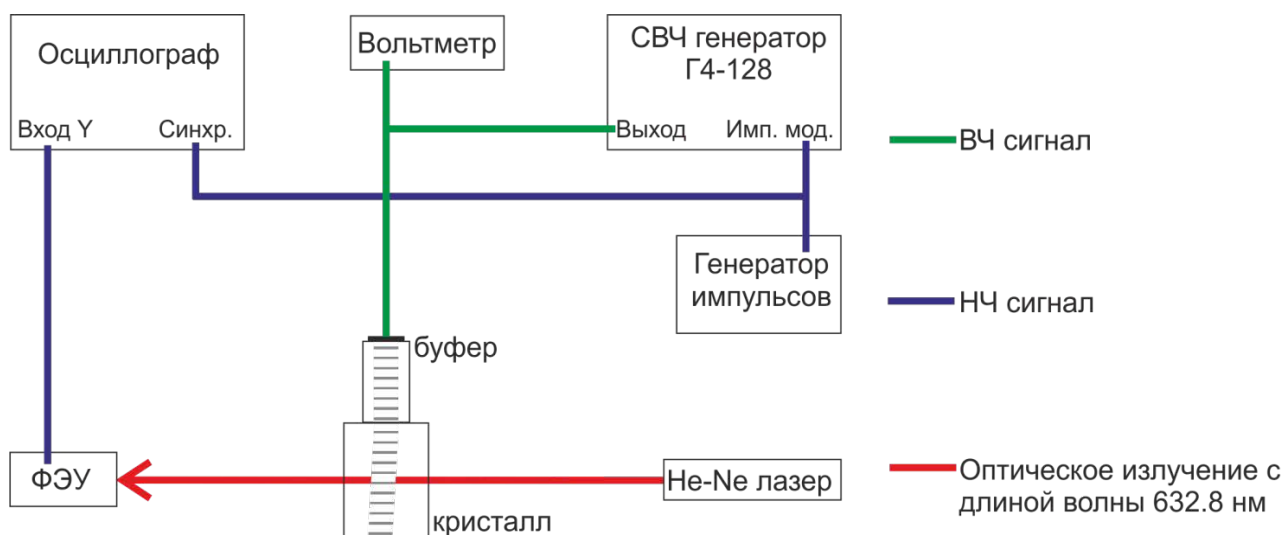 Осциллограф
Вход Y
Синхр.
Вольтметр
СВЧ генератор
Г4-128
Выход
Имп. мод.
ВЧ сигнал
Генератор
импульсов
НЧ сигнал
буфер
ФЭУ
He-Ne лазер
Оптическое излучение с
длиной волны 632.8 нм
кристалл